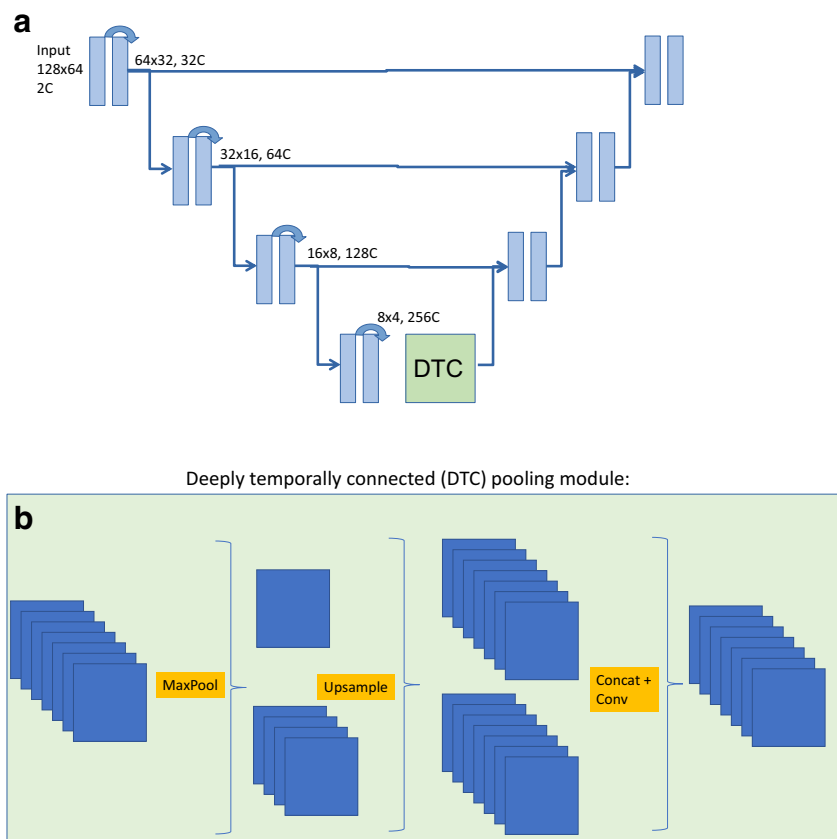 a
Input
128x64
2C
64x32, 32C
32x16, 64C
16x8, 128C
8x4, 256C
DTC
Deeply temporally connected (DTC) pooling module:
b
MaxPool
Upsample
Concat +
Conv